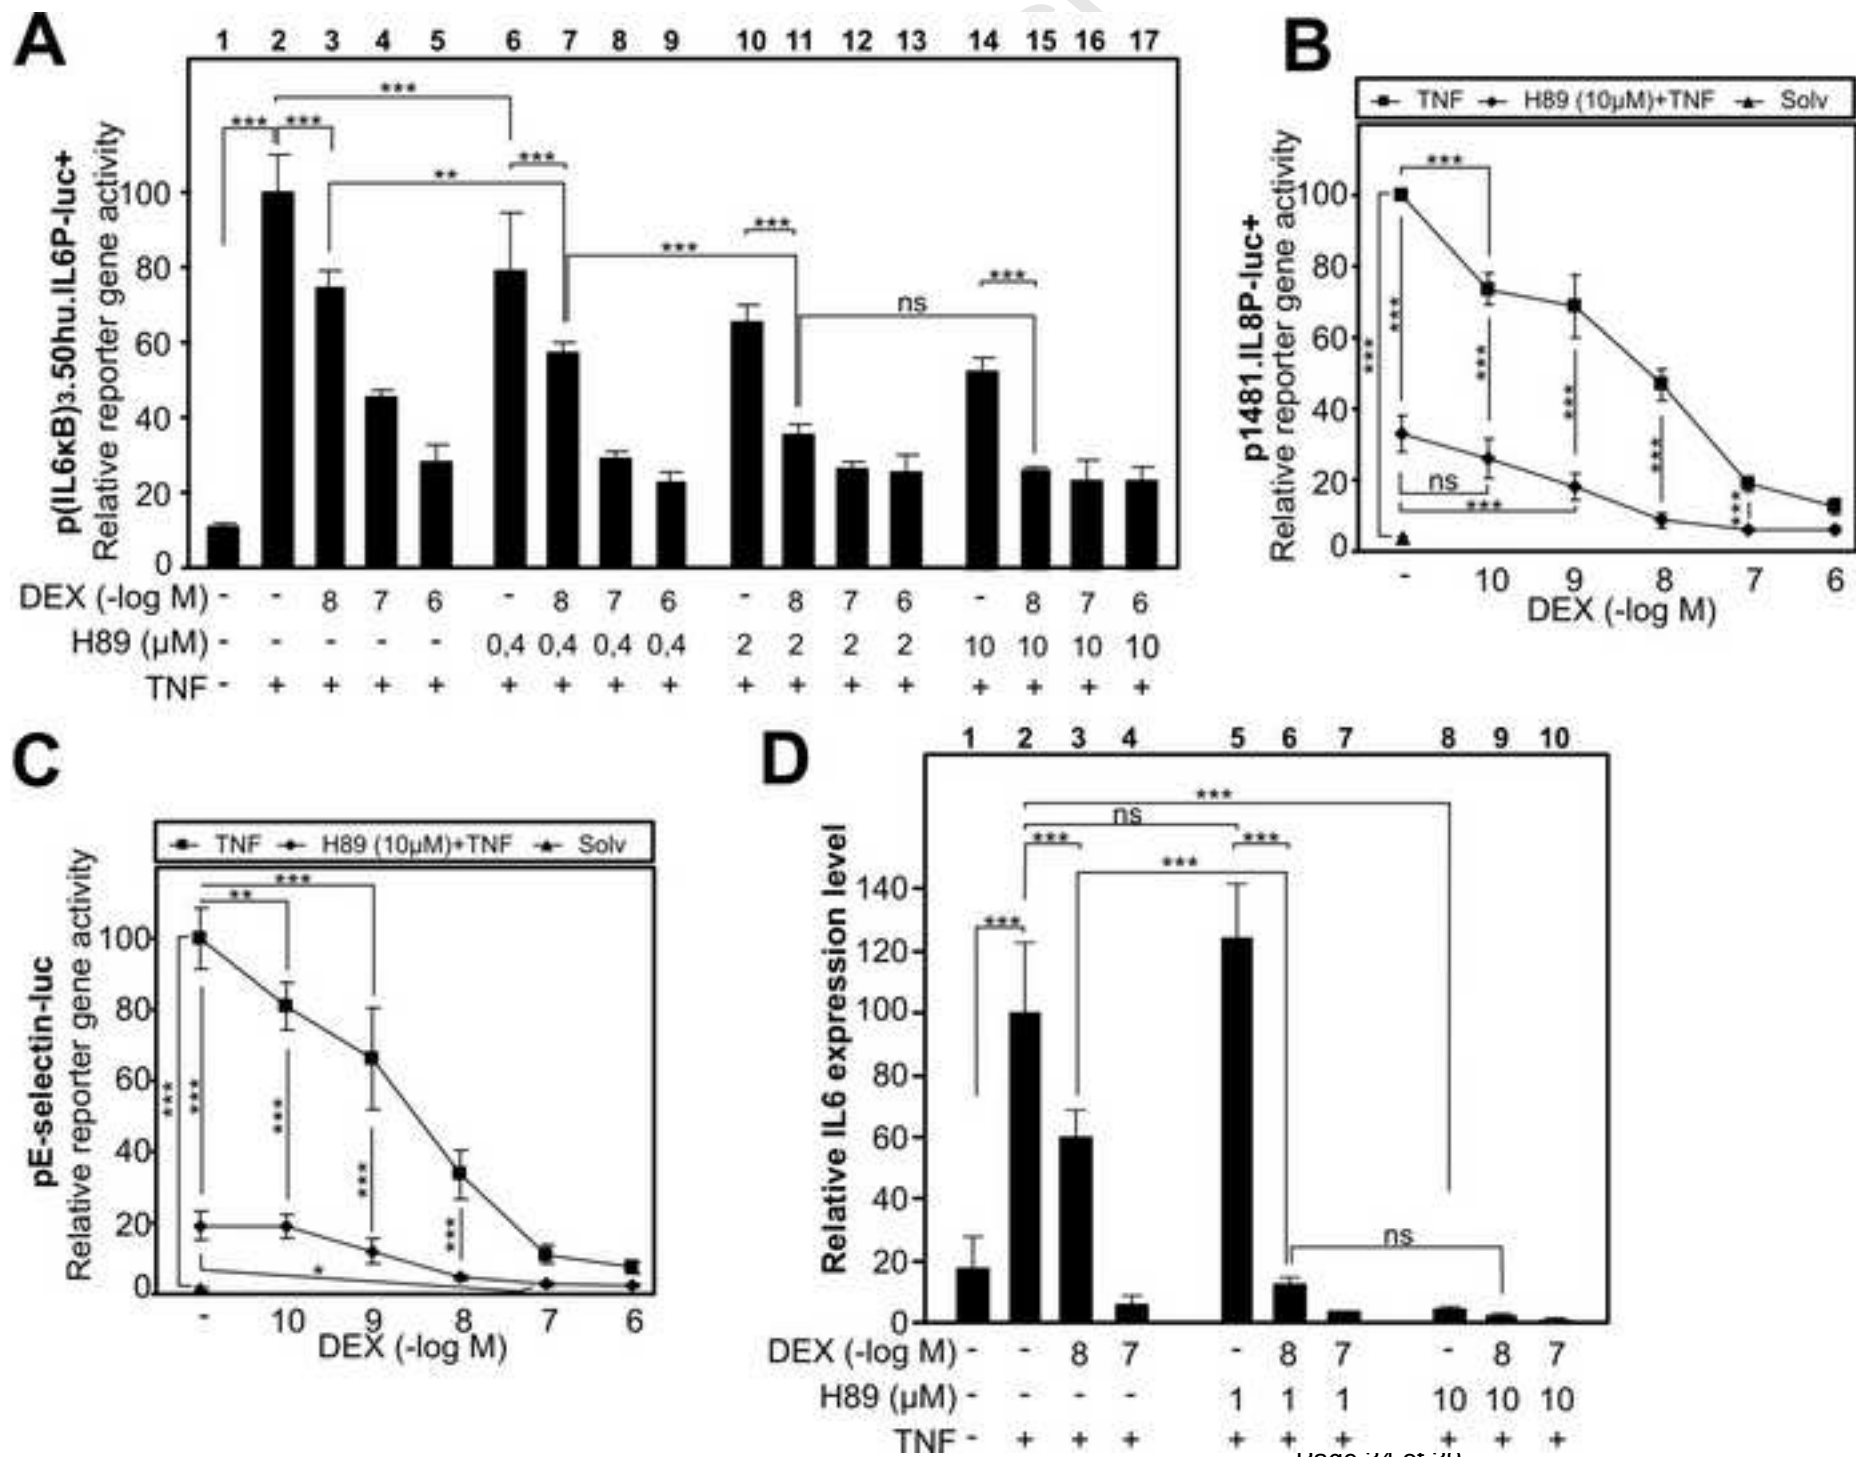 A
1 2 3 4 5 6 7 8 9 10 11 12 13 14 15 16 17
p(IL6κB)3.50hu.IL6P-luc+
Relative reporter gene activity
100
80
60
40
20
0
***
*** ***
***
**
***
***
***
ns
DEX (-log M) - - 8 7 6 - 8 7 6 - 8 7 6 - 8 7 6
H89 (µM) - - - - - 0,4 0,4 0,4 0,4 2 2 2 2 10 10 10 10
TNF - + + + + + + + + + + + + + + + +
B
TNF H89 (10µM)+TNF Solv
p1481.IL8P-luc+
Relative reporter gene activity
100
80
60
40
20
0
***
***
***
***
***
***
***
ns
***
- 10 9 8 7 6
DEX (-log M)
C
TNF H89 (10µM)+TNF Solv
pE-selectin-luc
Relative reporter gene activity
100
80
60
40
20
0
***
**
***
***
***
***
***
*
- 10 9 8 7 6
DEX (-log M)
D
1 2 3 4 5 6 7 8 9 10
Relative IL6 expression level
140
120
100
80
60
40
20
0
***
ns
*** ***
***
***
ns
DEX (-log M) - - 8 7 - 8 7 - 8 7
H89 (µM) - - - - 1 1 1 10 10 10
TNF - + + + + + + + + +